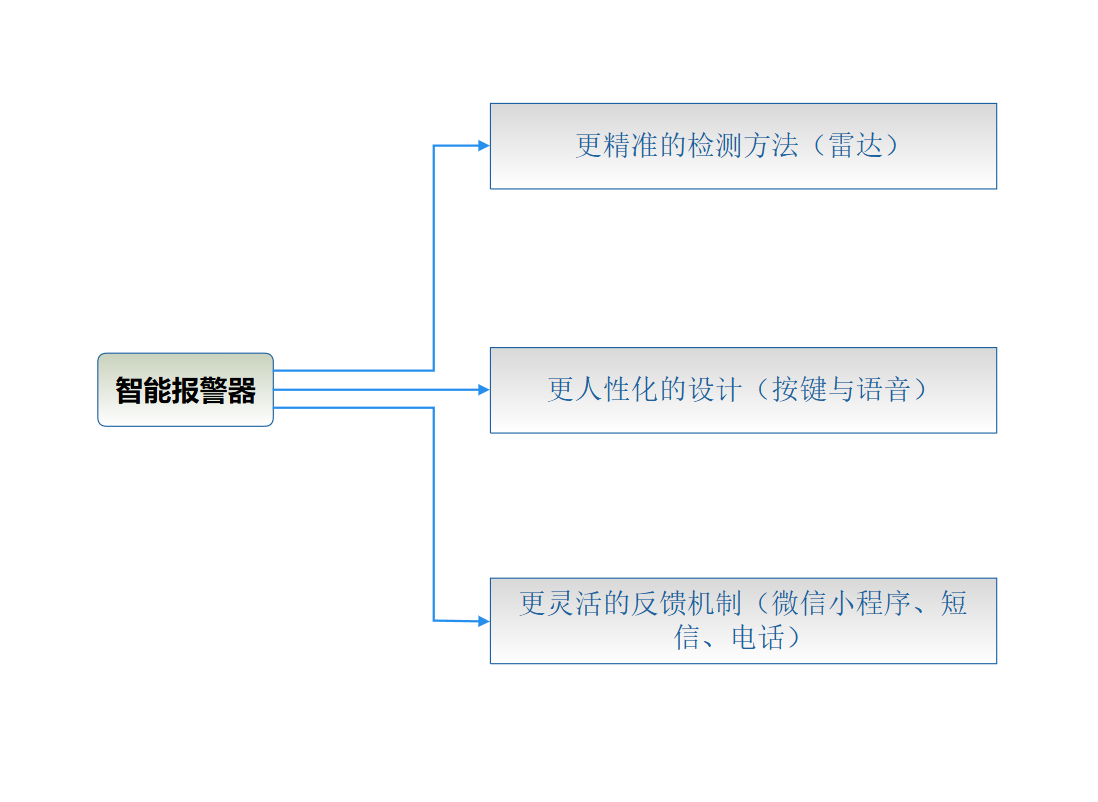 更精准的检测方法（雷达）
智能报警器
更人性化的设计（按键与语音）
更灵活的反馈机制（微信小程序、短
信、电话）